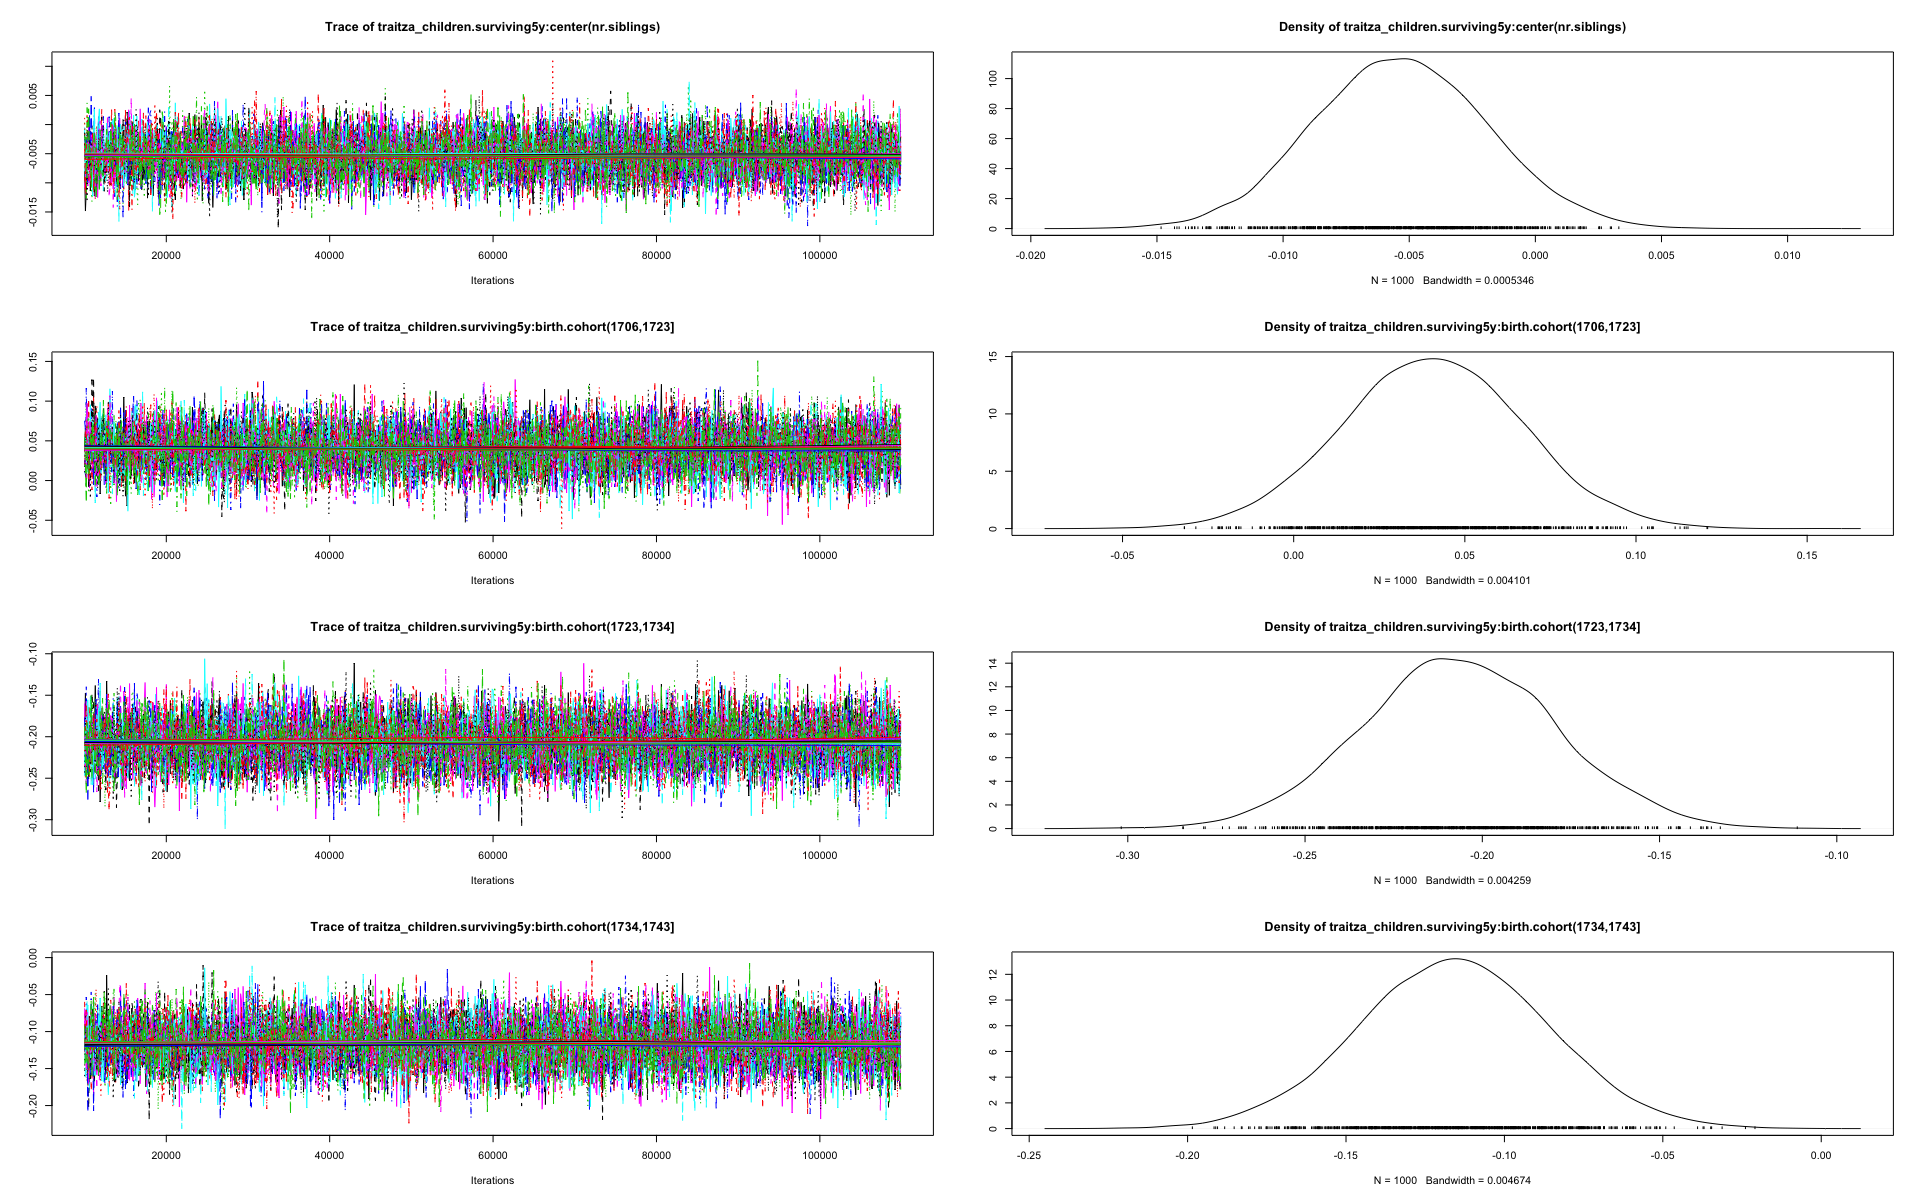 Trace of traitza_children.surviving5y:center(nr.siblings)
0.005
-0.005
-0.015
20000 40000 60000 80000 100000
Iterations
Density of traitza_children.surviving5y:center(nr.siblings)
100
80
60
40
20
0
-0.020 -0.015 -0.010 -0.005 0.000 0.005 0.010
N = 1000 Bandwidth = 0.0005346
Trace of traitza_children.surviving5y:birth.cohort(1706,1723]
0.15
0.10
0.05
0.00
-0.05
20000 40000 60000 80000 100000
Iterations
Density of traitza_children.surviving5y:birth.cohort(1706,1723]
15
10
5
0
-0.05 0.00 0.05 0.10 0.15
N = 1000 Bandwidth = 0.004101
Trace of traitza_children.surviving5y:birth.cohort(1723,1734]
-0.10
-0.15
-0.20
-0.25
-0.30
20000 40000 60000 80000 100000
Iterations
Density of traitza_children.surviving5y:birth.cohort(1723,1734]
14
12
10
8
6
4
2
0
-0.30 -0.25 -0.20 -0.15 -0.10
N = 1000 Bandwidth = 0.004259
Trace of traitza_children.surviving5y:birth.cohort(1734,1743]
0.00
-0.05
-0.10
-0.15
-0.20
20000 40000 60000 80000 100000
Iterations
Density of traitza_children.surviving5y:birth.cohort(1734,1743]
12
10
8
6
4
2
0
-0.25 -0.20 -0.15 -0.10 -0.05 0.00
N = 1000 Bandwidth = 0.004674